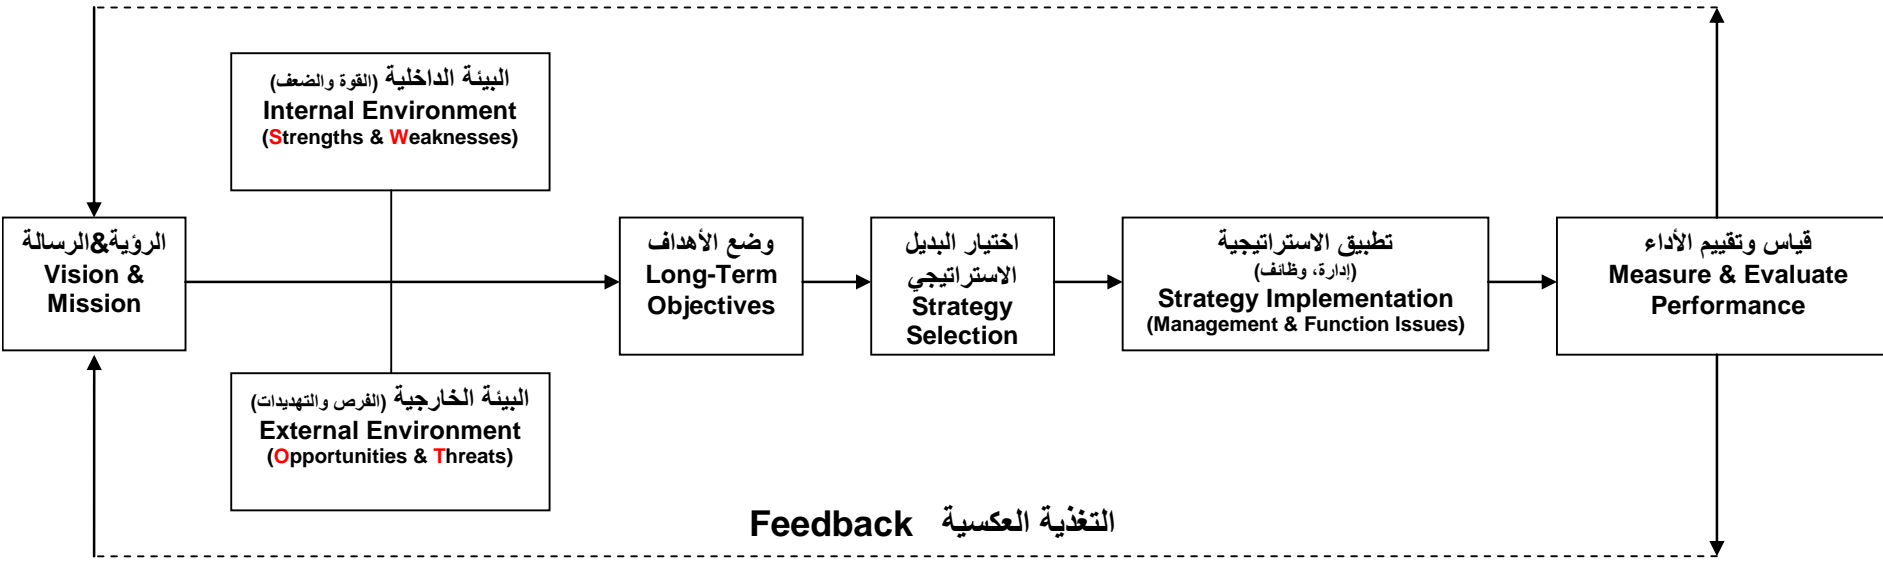 البيئة الداخلية (القوة والضعف)
Internal Environment
(Strengths & Weaknesses)
الرؤية&الرسالة
Vision &
Mission
وضع الأهداف
Long-Term
Objectives
اختيار البديل
الاستراتيجي
Strategy
Selection
تطبيق الاستراتيجية
(إدارة، وظائف)
Strategy Implementation
(Management & Function Issues)
قياس وتقييم الأداء
Measure & Evaluate
Performance
البيئة الخارجية (الفرص والتهديدات)
External Environment
(Opportunities & Threats)
التغذية العكسية Feedback